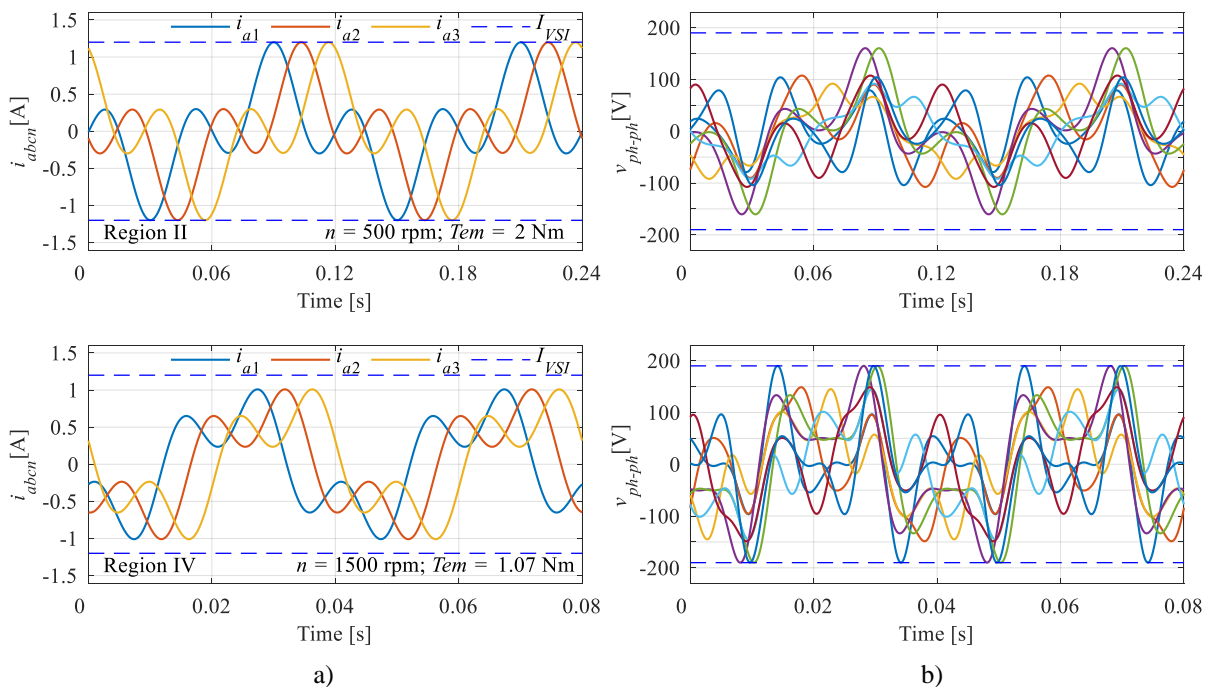 i_a1 i_a2 i_a3 I_VSI
i_abcn[A]
1.5
1
0.5
0
-0.5
-1
-1.5
Region II
n = 500 rpm; Tem = 2 Nm
0 0.06 0.12 0.18 0.24
Time [s]
v_ph-ph[V]
200
100
0
-100
-200
0 0.06 0.12 0.18 0.24
Time [s]
i_a1 i_a2 i_a3 I_VSI
i_abcn[A]
1.5
1
0.5
0
-0.5
-1
-1.5
Region IV
n = 1500 rpm; Tem = 1.07 Nm
0 0.02 0.04 0.06 0.08
Time [s]
v_ph-ph[V]
200
100
0
-100
-200
0 0.02 0.12 0.06 0.08
Time [s]
a)
b)